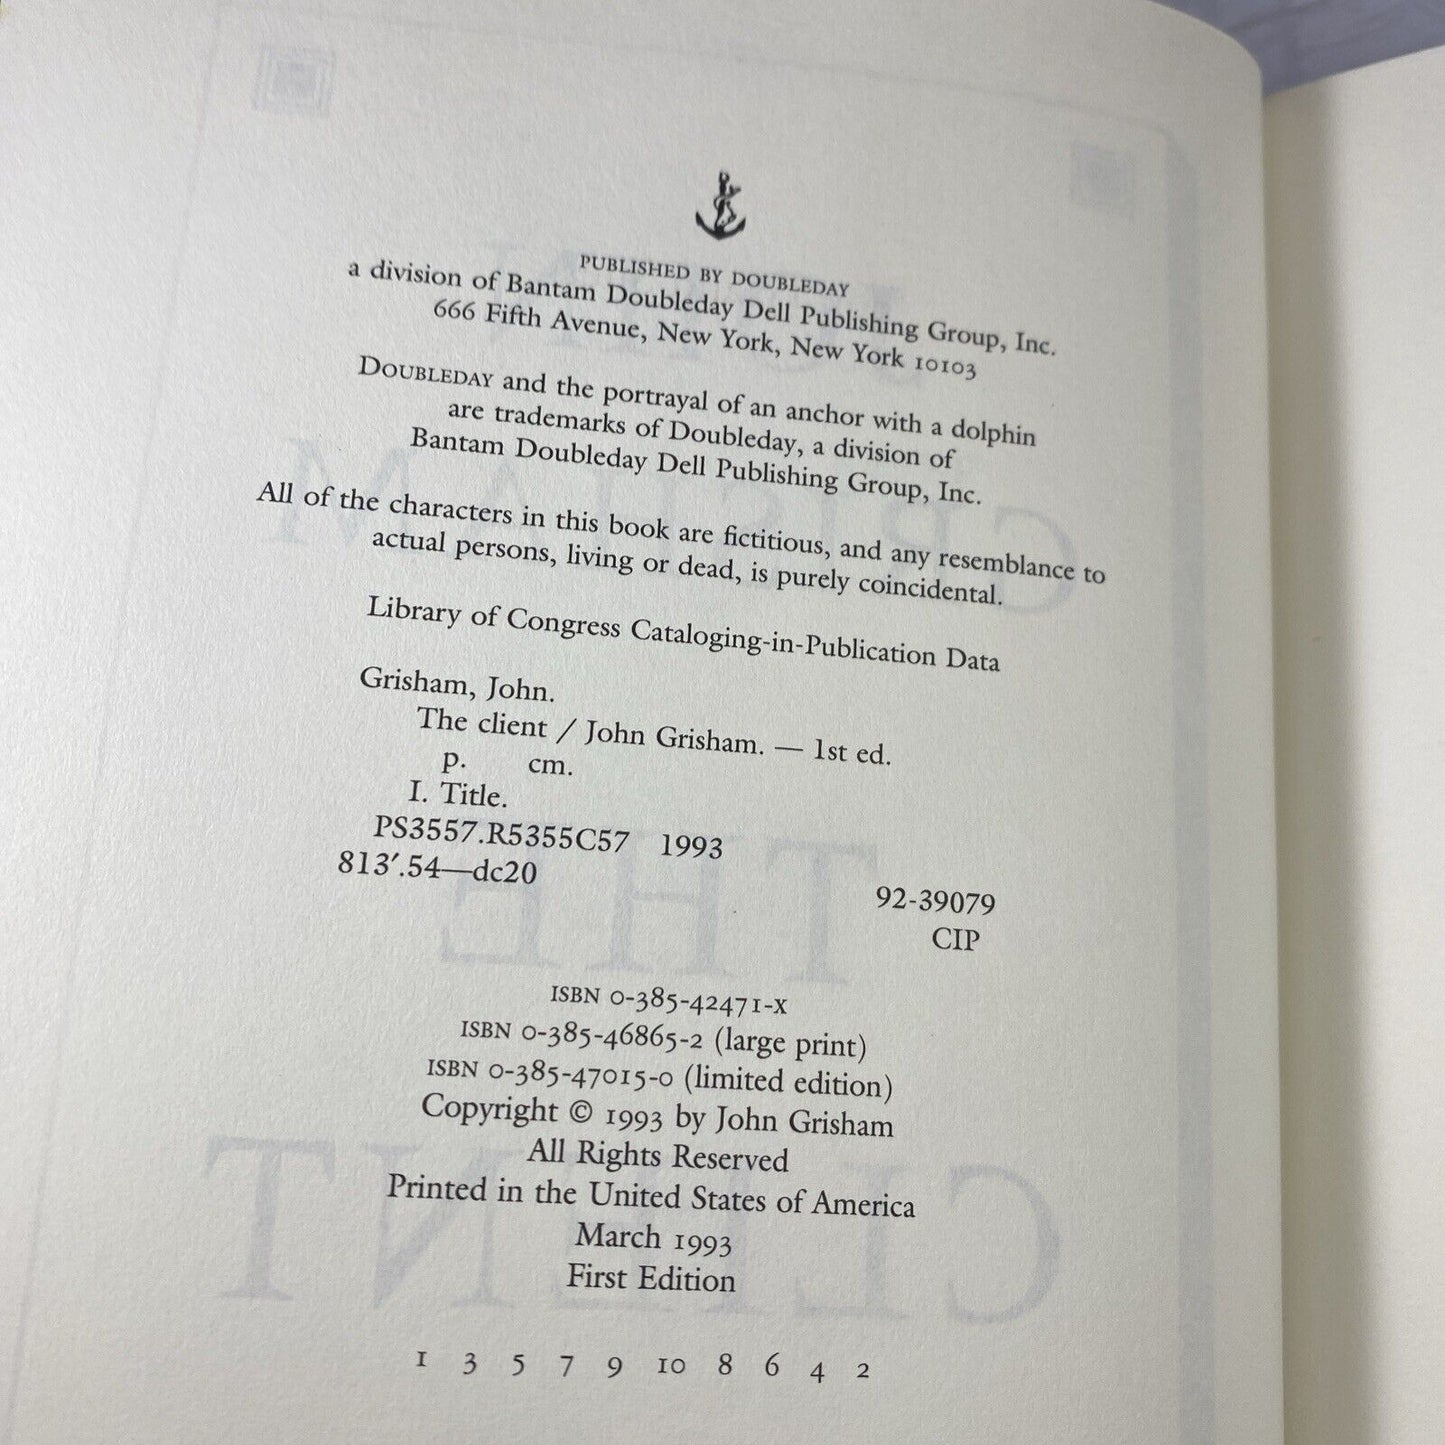 PUBLISHED BY DOUBLEDAY
a division of Bantam Doubleday Dell Publishing Group, Inc.
666 Fifth Avenue, New York, New York 10103
DOUBLEDAY and the portrayal of an anchor with a dolphin
are trademarks of Doubleday, a division of
Bantam Doubleday Dell Publishing Group, Inc.
All of the characters in this book are fictitious, and any resemblance to
actual persons, living or dead, is purely coincidental.
Library of Congress Cataloging-in-Publication Data
Grisham, John.
The client / John Grisham. — 1st ed.
p. cm.
I. Title.
PS3557.R5355C57 1993
813′.54—dc20
92-39079
CIP
ISBN 0-385-42471-X
ISBN 0-385-46865-2 (large print)
ISBN 0-385-47015-0 (limited edition)
Copyright © 1993 by John Grisham
All Rights Reserved
Printed in the United States of America
March 1993
First Edition
1 3 5 7 9 10 8 6 4 2